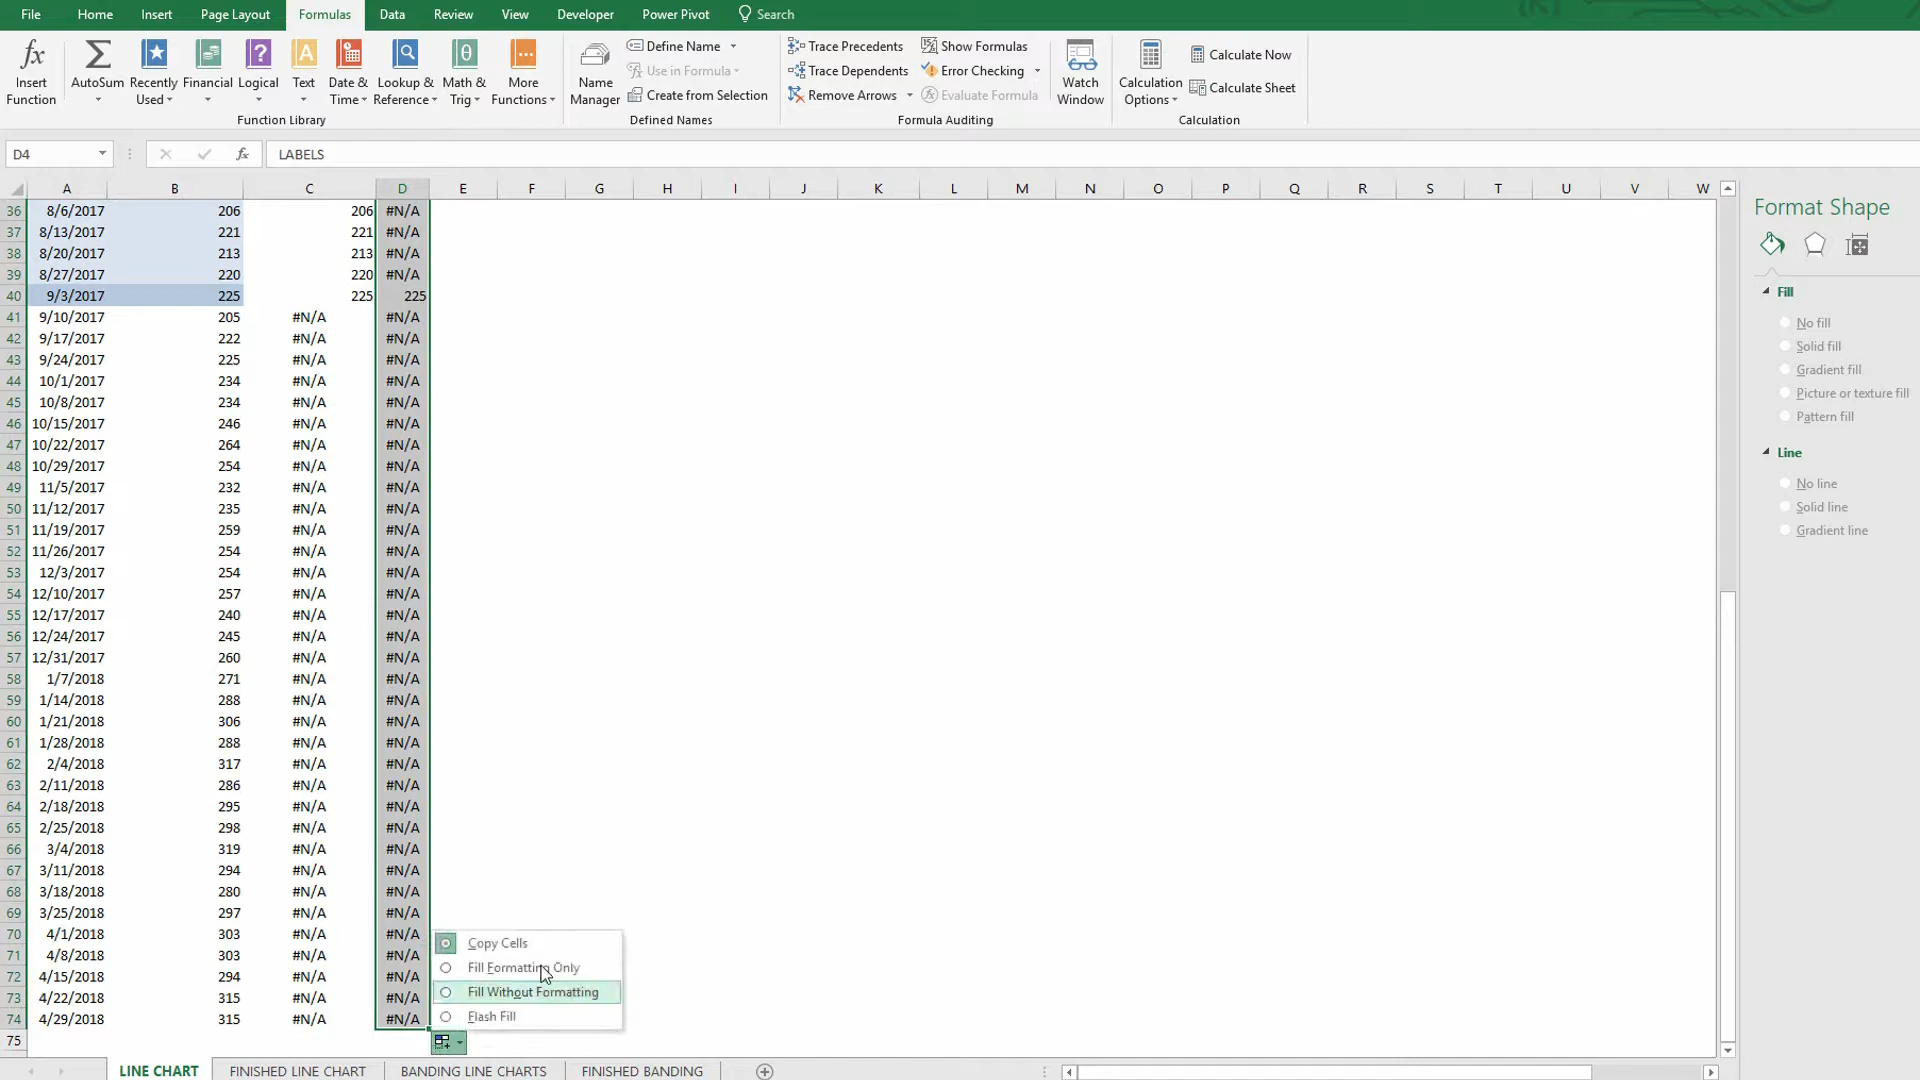 File Home Insert Page Layout Formulas Data Review View Developer Power Pivot Search
Insert Function
AutoSum
Recently Used
Financial
Logical
Text
Date & Time
Lookup & Reference
Math & Trig
More Functions
Function Library
Name Manager
Define Name
Use in Formula
Create from Selection
Defined Names
Trace Precedents
Trace Dependents
Remove Arrows
Show Formulas
Error Checking
Evaluate Formula
Formula Auditing
Watch Window
Calculation Options
Calculate Now
Calculate Sheet
Calculation
D4 fx LABELS
A B C D E F G H I J K L M N O P Q R S T U V W
36 8/6/2017 206 206 #N/A
37 8/13/2017 221 221 #N/A
38 8/20/2017 213 213 #N/A
39 8/27/2017 220 220 #N/A
40 9/3/2017 225 225 225
41 9/10/2017 205 #N/A #N/A
42 9/17/2017 222 #N/A #N/A
43 9/24/2017 225 #N/A #N/A
44 10/1/2017 234 #N/A #N/A
45 10/8/2017 234 #N/A #N/A
46 10/15/2017 246 #N/A #N/A
47 10/22/2017 264 #N/A #N/A
48 10/29/2017 254 #N/A #N/A
49 11/5/2017 232 #N/A #N/A
50 11/12/2017 235 #N/A #N/A
51 11/19/2017 259 #N/A #N/A
52 11/26/2017 254 #N/A #N/A
53 12/3/2017 254 #N/A #N/A
54 12/10/2017 257 #N/A #N/A
55 12/17/2017 240 #N/A #N/A
56 12/24/2017 245 #N/A #N/A
57 12/31/2017 260 #N/A #N/A
58 1/7/2018 271 #N/A #N/A
59 1/14/2018 288 #N/A #N/A
60 1/21/2018 306 #N/A #N/A
61 1/28/2018 288 #N/A #N/A
62 2/4/2018 317 #N/A #N/A
63 2/11/2018 286 #N/A #N/A
64 2/18/2018 295 #N/A #N/A
65 2/25/2018 298 #N/A #N/A
66 3/4/2018 319 #N/A #N/A
67 3/11/2018 294 #N/A #N/A
68 3/18/2018 280 #N/A #N/A
69 3/25/2018 297 #N/A #N/A
70 4/1/2018 303 #N/A #N/A
71 4/8/2018 303 #N/A #N/A
72 4/15/2018 294 #N/A #N/A
73 4/22/2018 315 #N/A #N/A
74 4/29/2018 315 #N/A #N/A
75
Copy Cells
Fill Formatting Only
Fill Without Formatting
Flash Fill
Format Shape
Fill
No fill
Solid fill
Gradient fill
Picture or texture fill
Pattern fill
Line
No line
Solid line
Gradient line
LINE CHART FINISHED LINE CHART BANDING LINE CHARTS FINISHED BANDING